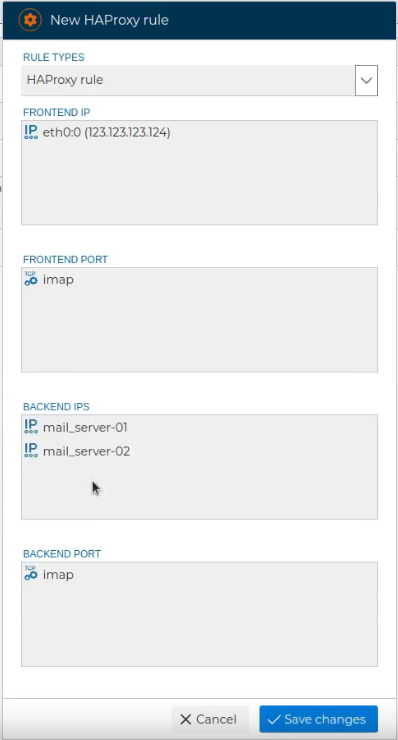 New HAProxy rule
RULE TYPES
HAProxy rule
FRONTEND IP
IP eth0:0 (123.123.123.124)
FRONTEND PORT
TCP imap
BACKEND IPS
IP mail_server-01
IP mail_server-02
BACKEND PORT
TCP imap
Cancel Save changes